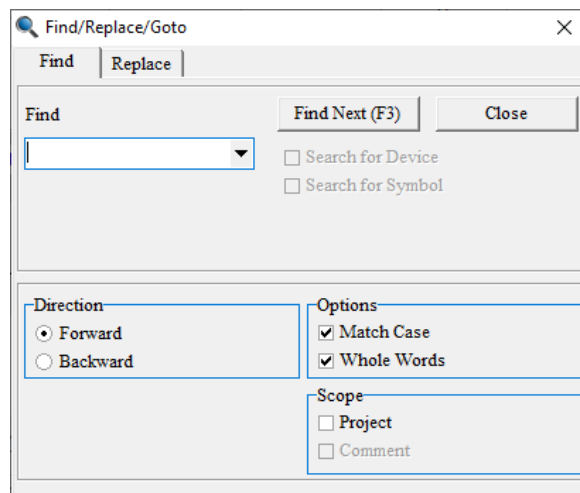 Find/Replace/Goto
Find
Replace
Find
Find Next (F3)
Close
Search for Device
Search for Symbol
Direction
Forward
Backward
Options
Match Case
Whole Words
Scope
Project
Comment